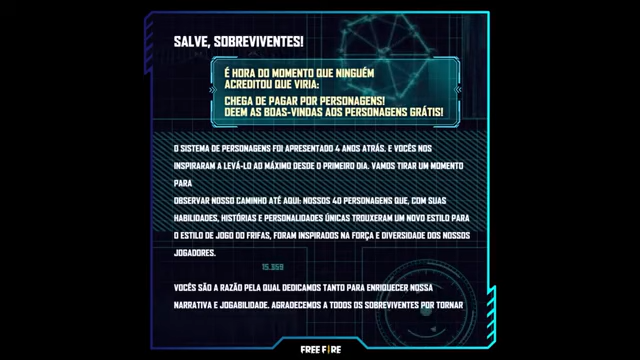 SALVE, SOBREVIVENTES!
É HORA DO MOMENTO QUE NINGUÉM
ACREDITOU QUE VIRIA:
CHEGA DE PAGAR POR PERSONAGENS!
DEEM AS BOAS-VINDAS AOS PERSONAGENS GRÁTIS!
O SISTEMA DE PERSONAGENS FOI APRESENTADO 4 ANOS ATRÁS, E VOCÊS NOS
INSPIRARAM A LEVÁ-LO AO MÁXIMO DESDE O PRIMEIRO DIA. VAMOS TIRAR UM MOMENTO
PARA
OBSERVAR NOSSO CAMINHO ATÉ AQUI: NOSSOS 40 PERSONAGENS QUE, COM SUAS
HABILIDADES, HISTÓRIAS E PERSONALIDADES ÚNICAS TROUXERAM UM NOVO ESTILO PARA
O ESTILO DE JOGO DO FRIFAS, FORAM INSPIRADOS NA FORÇA E DIVERSIDADE DOS NOSSOS
JOGADORES.
15.359
VOCÊS SÃO A RAZÃO PELA QUAL DEDICAMOS TANTO PARA ENRIQUECER NOSSA
NARRATIVA E JOGABILIDADE. AGRADECEMOS A TODOS OS SOBREVIVENTES POR TORNAR
FREE FIRE